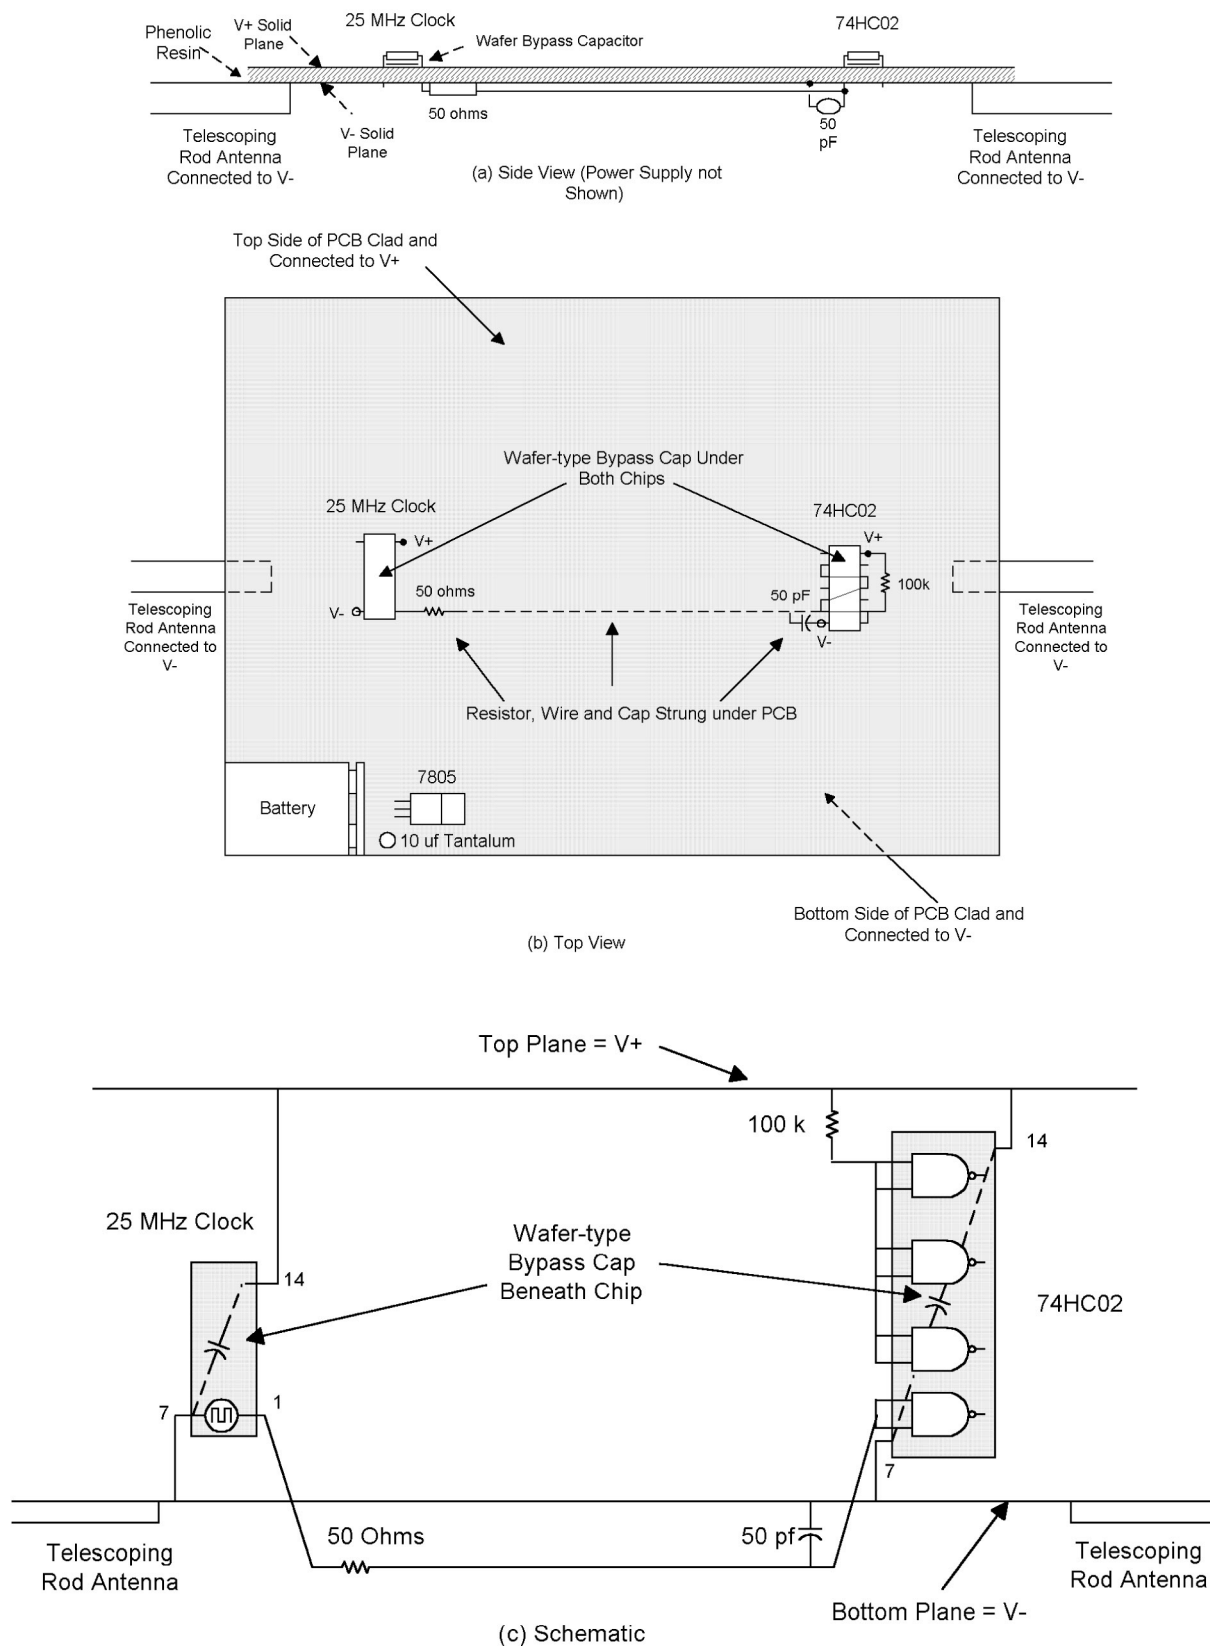 25 MHz Clock
74HC02
V+ Solid
Plane
Phenolic
Resin
Wafer Bypass Capacitor
50 ohms
50
pF
Telescoping
Rod Antenna
Connected to V-
V- Solid
Plane
Telescoping
Rod Antenna
Connected to V-
(a) Side View (Power Supply not
Shown)
Top Side of PCB Clad and
Connected to V+
Wafer-type Bypass Cap Under
Both Chips
25 MHz Clock
74HC02
V+
V+
50 ohms
50 pF
100k
V-
V-
Telescoping
Rod Antenna
Connected to
V-
Telescoping
Rod Antenna
Connected to
V-
Resistor, Wire and Cap Strung under PCB
7805
Battery
10 uf Tantalum
Bottom Side of PCB Clad and
Connected to V-
(b) Top View
Top Plane = V+
100 k
14
25 MHz Clock
Wafer-type
Bypass Cap
Beneath Chip
14
74HC02
7
1
7
50 Ohms
50 pf
Telescoping
Rod Antenna
Telescoping
Rod Antenna
Bottom Plane = V-
(c) Schematic